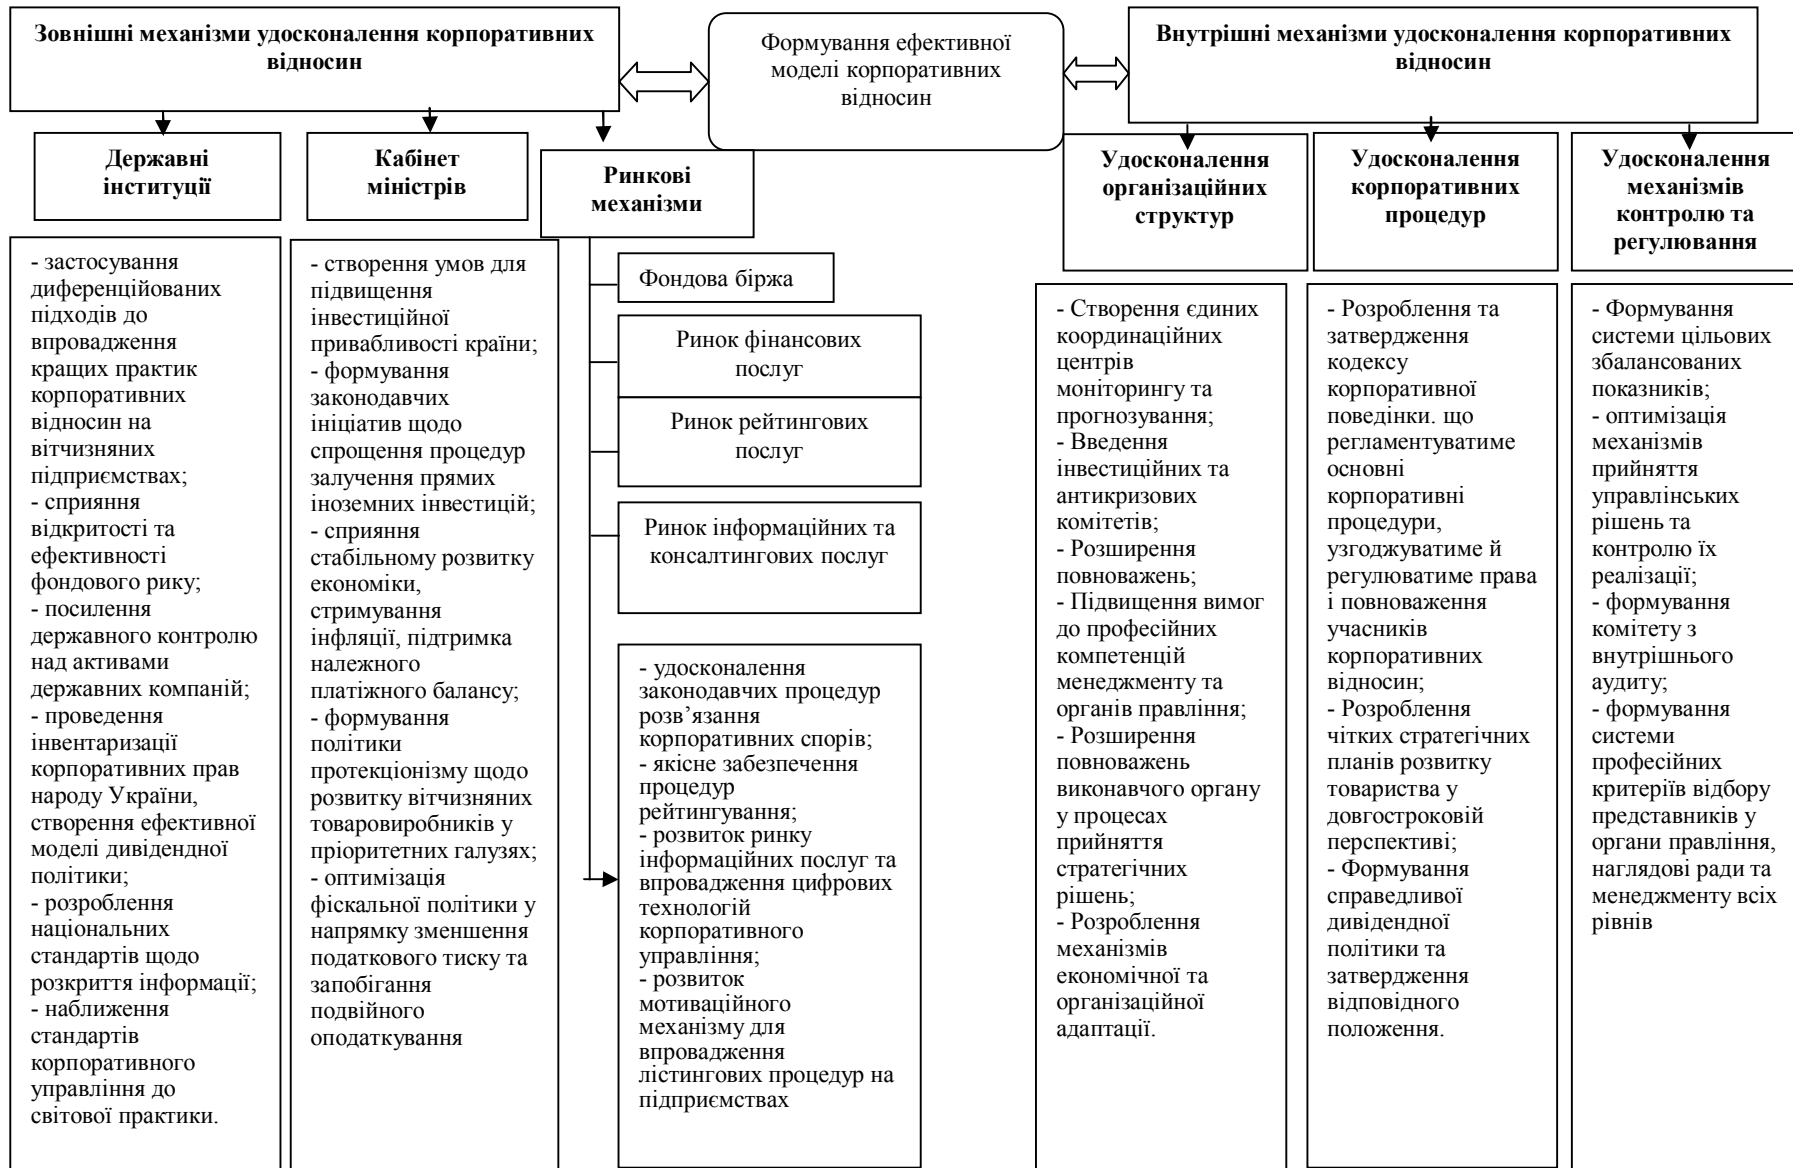 Зовнішні механізми удосконалення корпоративних
відносин
Формування ефективної
моделі корпоративних
відносин
Внутрішні механізми удосконалення корпоративних
відносин
Державні
інституції
Кабінет
міністрів
Ринкові
механізми
Удосконалення
організаційних
структур
Удосконалення
корпоративних
процедур
Удосконалення
механізмів
контролю та
регулювання
- застосування
диференційованих
підходів до
впровадження
кращих практик
корпоративних
відносин на
вітчизняних
підприємствах;
- сприяння
відкритості та
ефективності
фондового рику;
- посилення
державного контролю
над активами
державних компаній;
- проведення
інвентаризації
корпоративних прав
народу України,
створення ефективної
моделі дивідендної
політики;
- розроблення
національних
стандартів щодо
розкриття інформації;
- наближення
стандартів
корпоративного
управління до
світової практики.
- створення умов для
підвищення
інвестиційної
привабливості країни;
- формування
законодавчих
ініціатив щодо
спрощення процедур
залучення прямих
іноземних інвестицій;
- сприяння
стабільному розвитку
економіки,
стримування
інфляції, підтримка
належного
платіжного балансу;
- формування
політики
протекціонізму щодо
розвитку вітчизняних
товаровиробників у
пріоритетних галузях;
- оптимізація
фіскальної політики у
напрямку зменшення
податкового тиску та
запобігання
подвійного
оподаткування
Фондова біржа
Ринок фінансових
послуг
Ринок рейтингових
послуг
Ринок інформаційних та
консалтингових послуг
- удосконалення
законодавчих процедур
розв’язання
корпоративних спорів;
- якісне забезпечення
процедур
рейтингування;
- розвиток ринку
інформаційних послуг та
впровадження цифрових
технологій
корпоративного
управління;
- розвиток
мотиваційного
механізму для
впровадження
лістингових процедур на
підприємствах
- Створення єдиних
координаційних
центрів
моніторингу та
прогнозування;
- Введення
інвестиційних та
антикризових
комітетів;
- Розширення
повноважень;
- Підвищення вимог
до професійних
компетенцій
менеджменту та
органів правління;
- Розширення
повноважень
виконавчого органу
у процесах
прийняття
стратегічних
рішень;
- Розроблення
механізмів
економічної та
організаційної
адаптації.
- Розроблення та
затвердження
кодексу
корпоративної
поведінки. що
регламентуватиме
основні
корпоративні
процедури,
узгоджуватиме й
регулюватиме права
і повноваження
учасників
корпоративних
відносин;
- Розроблення
чітких стратегічних
планів розвитку
товариства у
довгостроковій
перспективі;
- Формування
справедливої
дивідендної
політики та
затвердження
відповідного
положення.
- Формування
системи цільових
збалансованих
показників;
- оптимізація
механізмів
прийняття
управлінських
рішень та
контролю їх
реалізації;
- формування
комітету з
внутрішнього
аудиту;
- формування
системи
професійних
критеріїв відбору
представників у
органи правління,
наглядові ради та
менеджменту всіх
рівнів